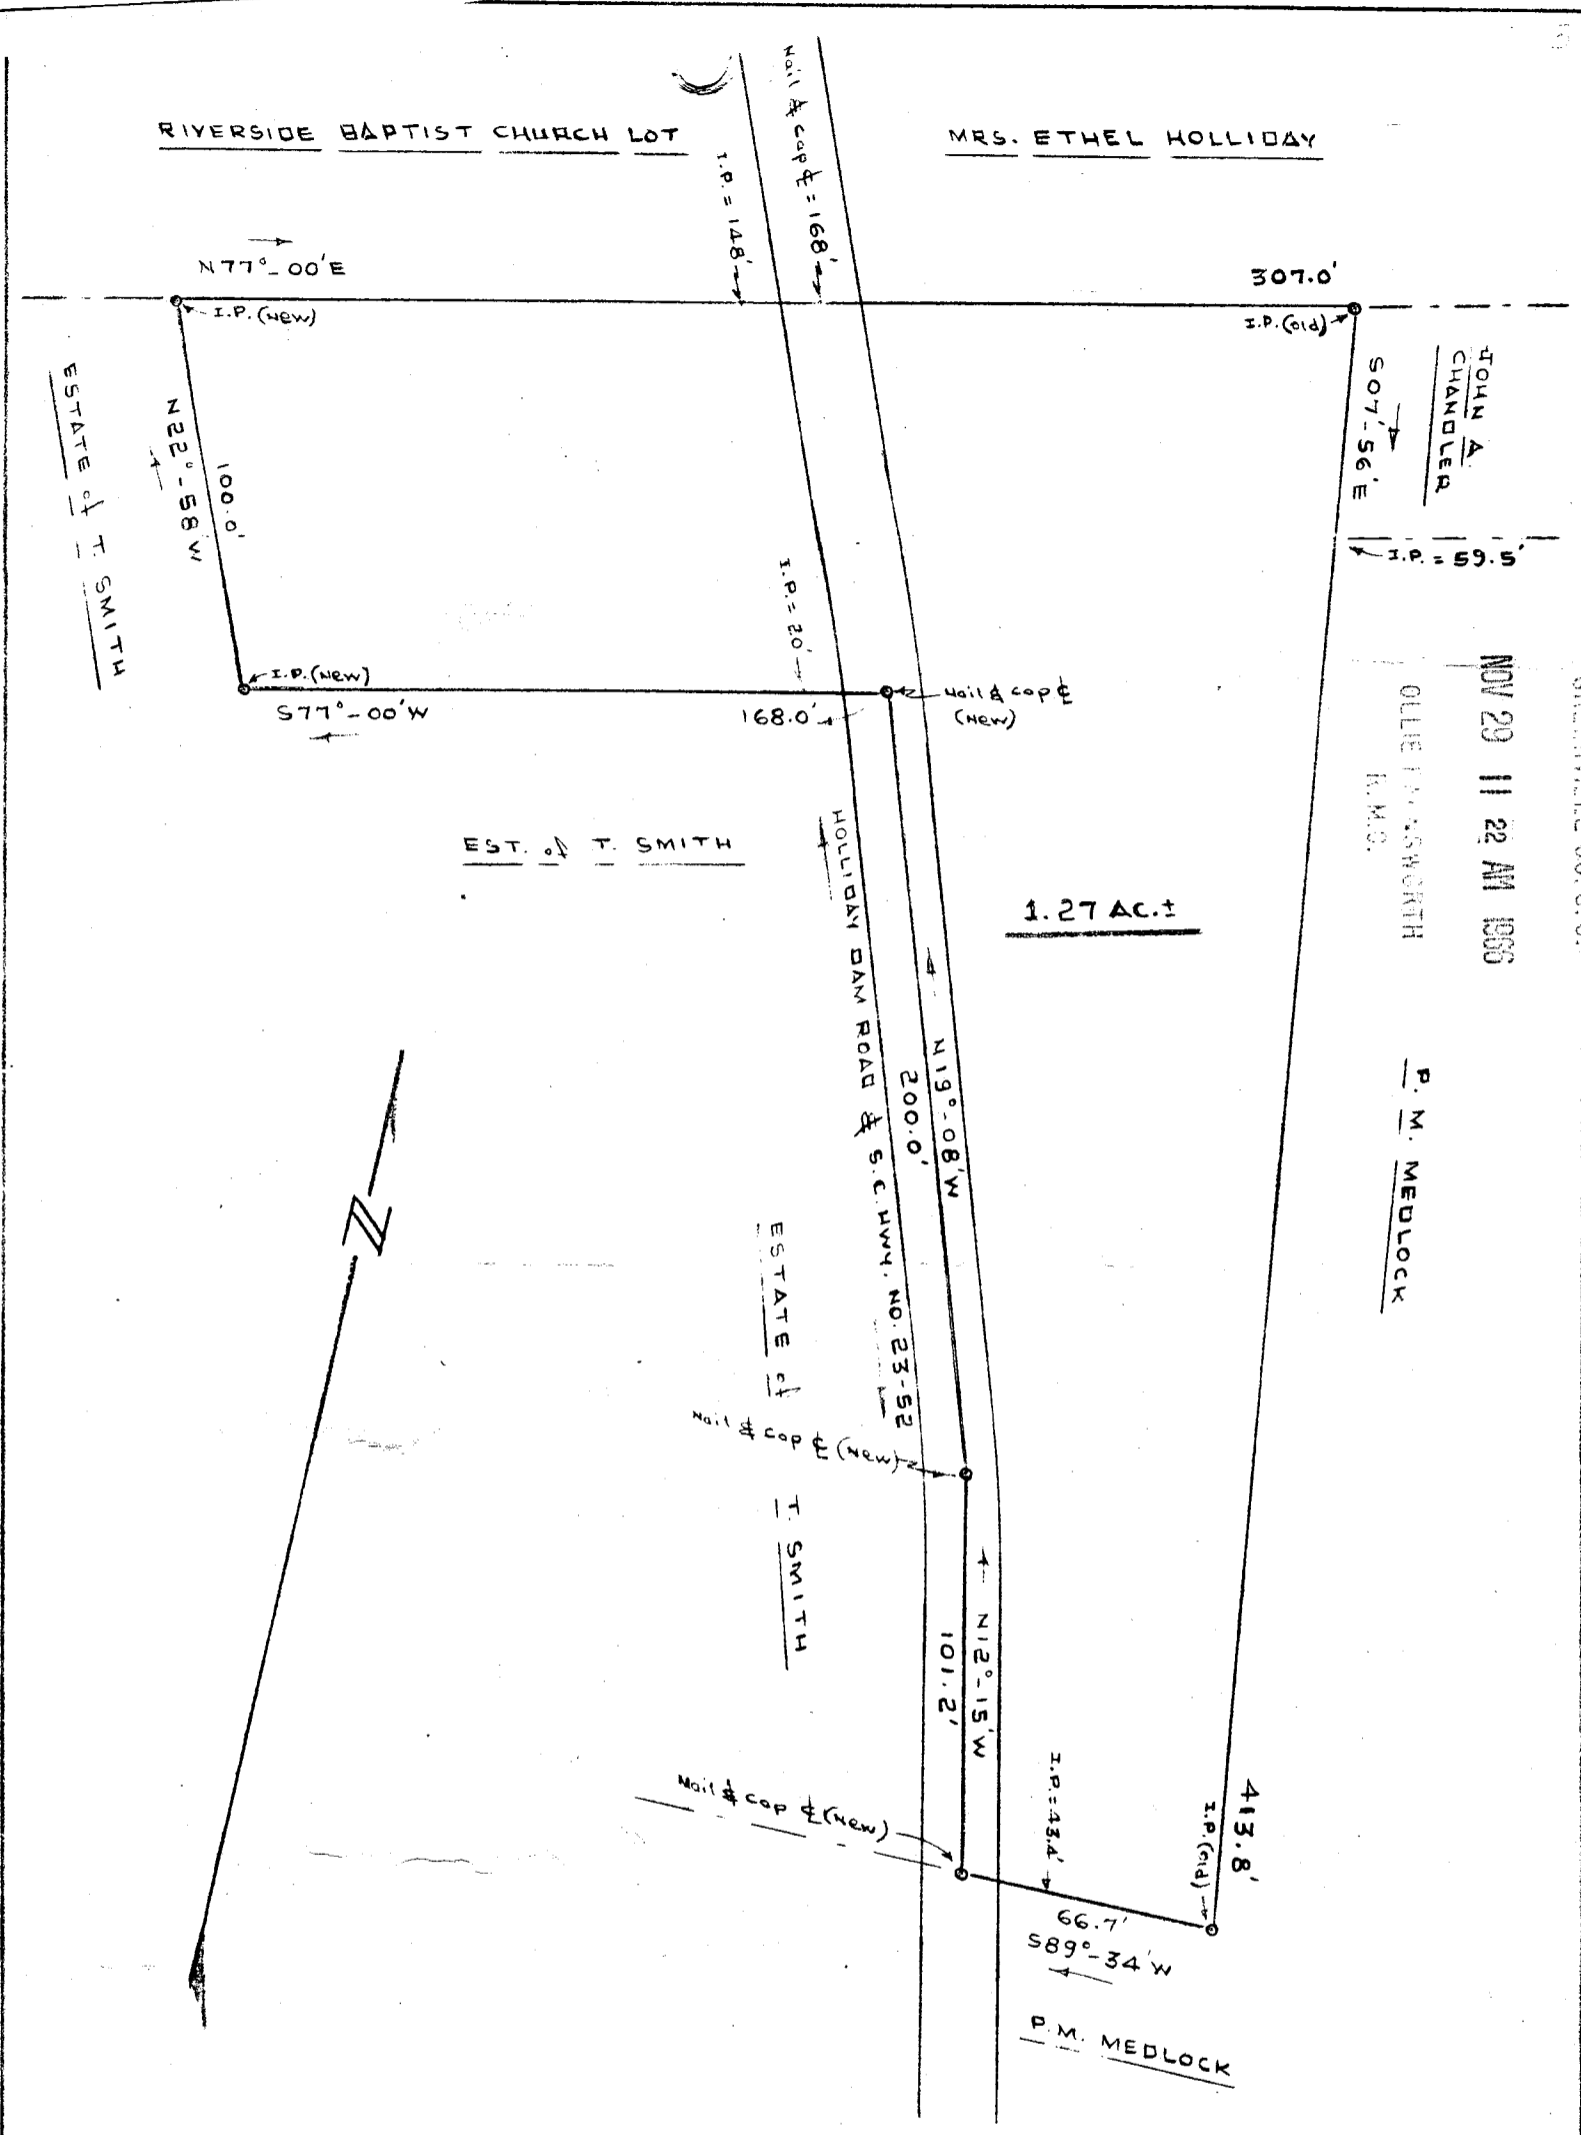 RIVERSIDE BAPTIST CHURCH LOT
MRS. ETHEL HOLLIDAY
Nail & cap ℄ = 168'
I.P. = 148'
N77°-00'E
307.0'
I.P. (New)
I.P. (old)
JOHN A.
CHANDLER
S07'-56'E
I.P. = 59.5'
ESTATE of T. SMITH
N22°-58'W
100.0'
I.P. = 20'
I.P. (New)
S77°-00'W
168.0'
Nail & cap ℄
(New)
NOV 29 11 22 AM 1966
OLLIE
R.M.C.
EST. of T. SMITH
HOLLIDAY DAM ROAD & S.C. HWY. NO. 23-52
1.27 AC.±
N19°-08'W
200.0'
P. M. MEDLOCK
N
ESTATE of T. SMITH
Nail & cap ℄ (New)
N12°-15'W
101.2'
Nail & cap ℄ (New)
I.P. = 43.4'
413.8'
I.P. (old)
66.7'
S89°-34'W
P. M. MEDLOCK